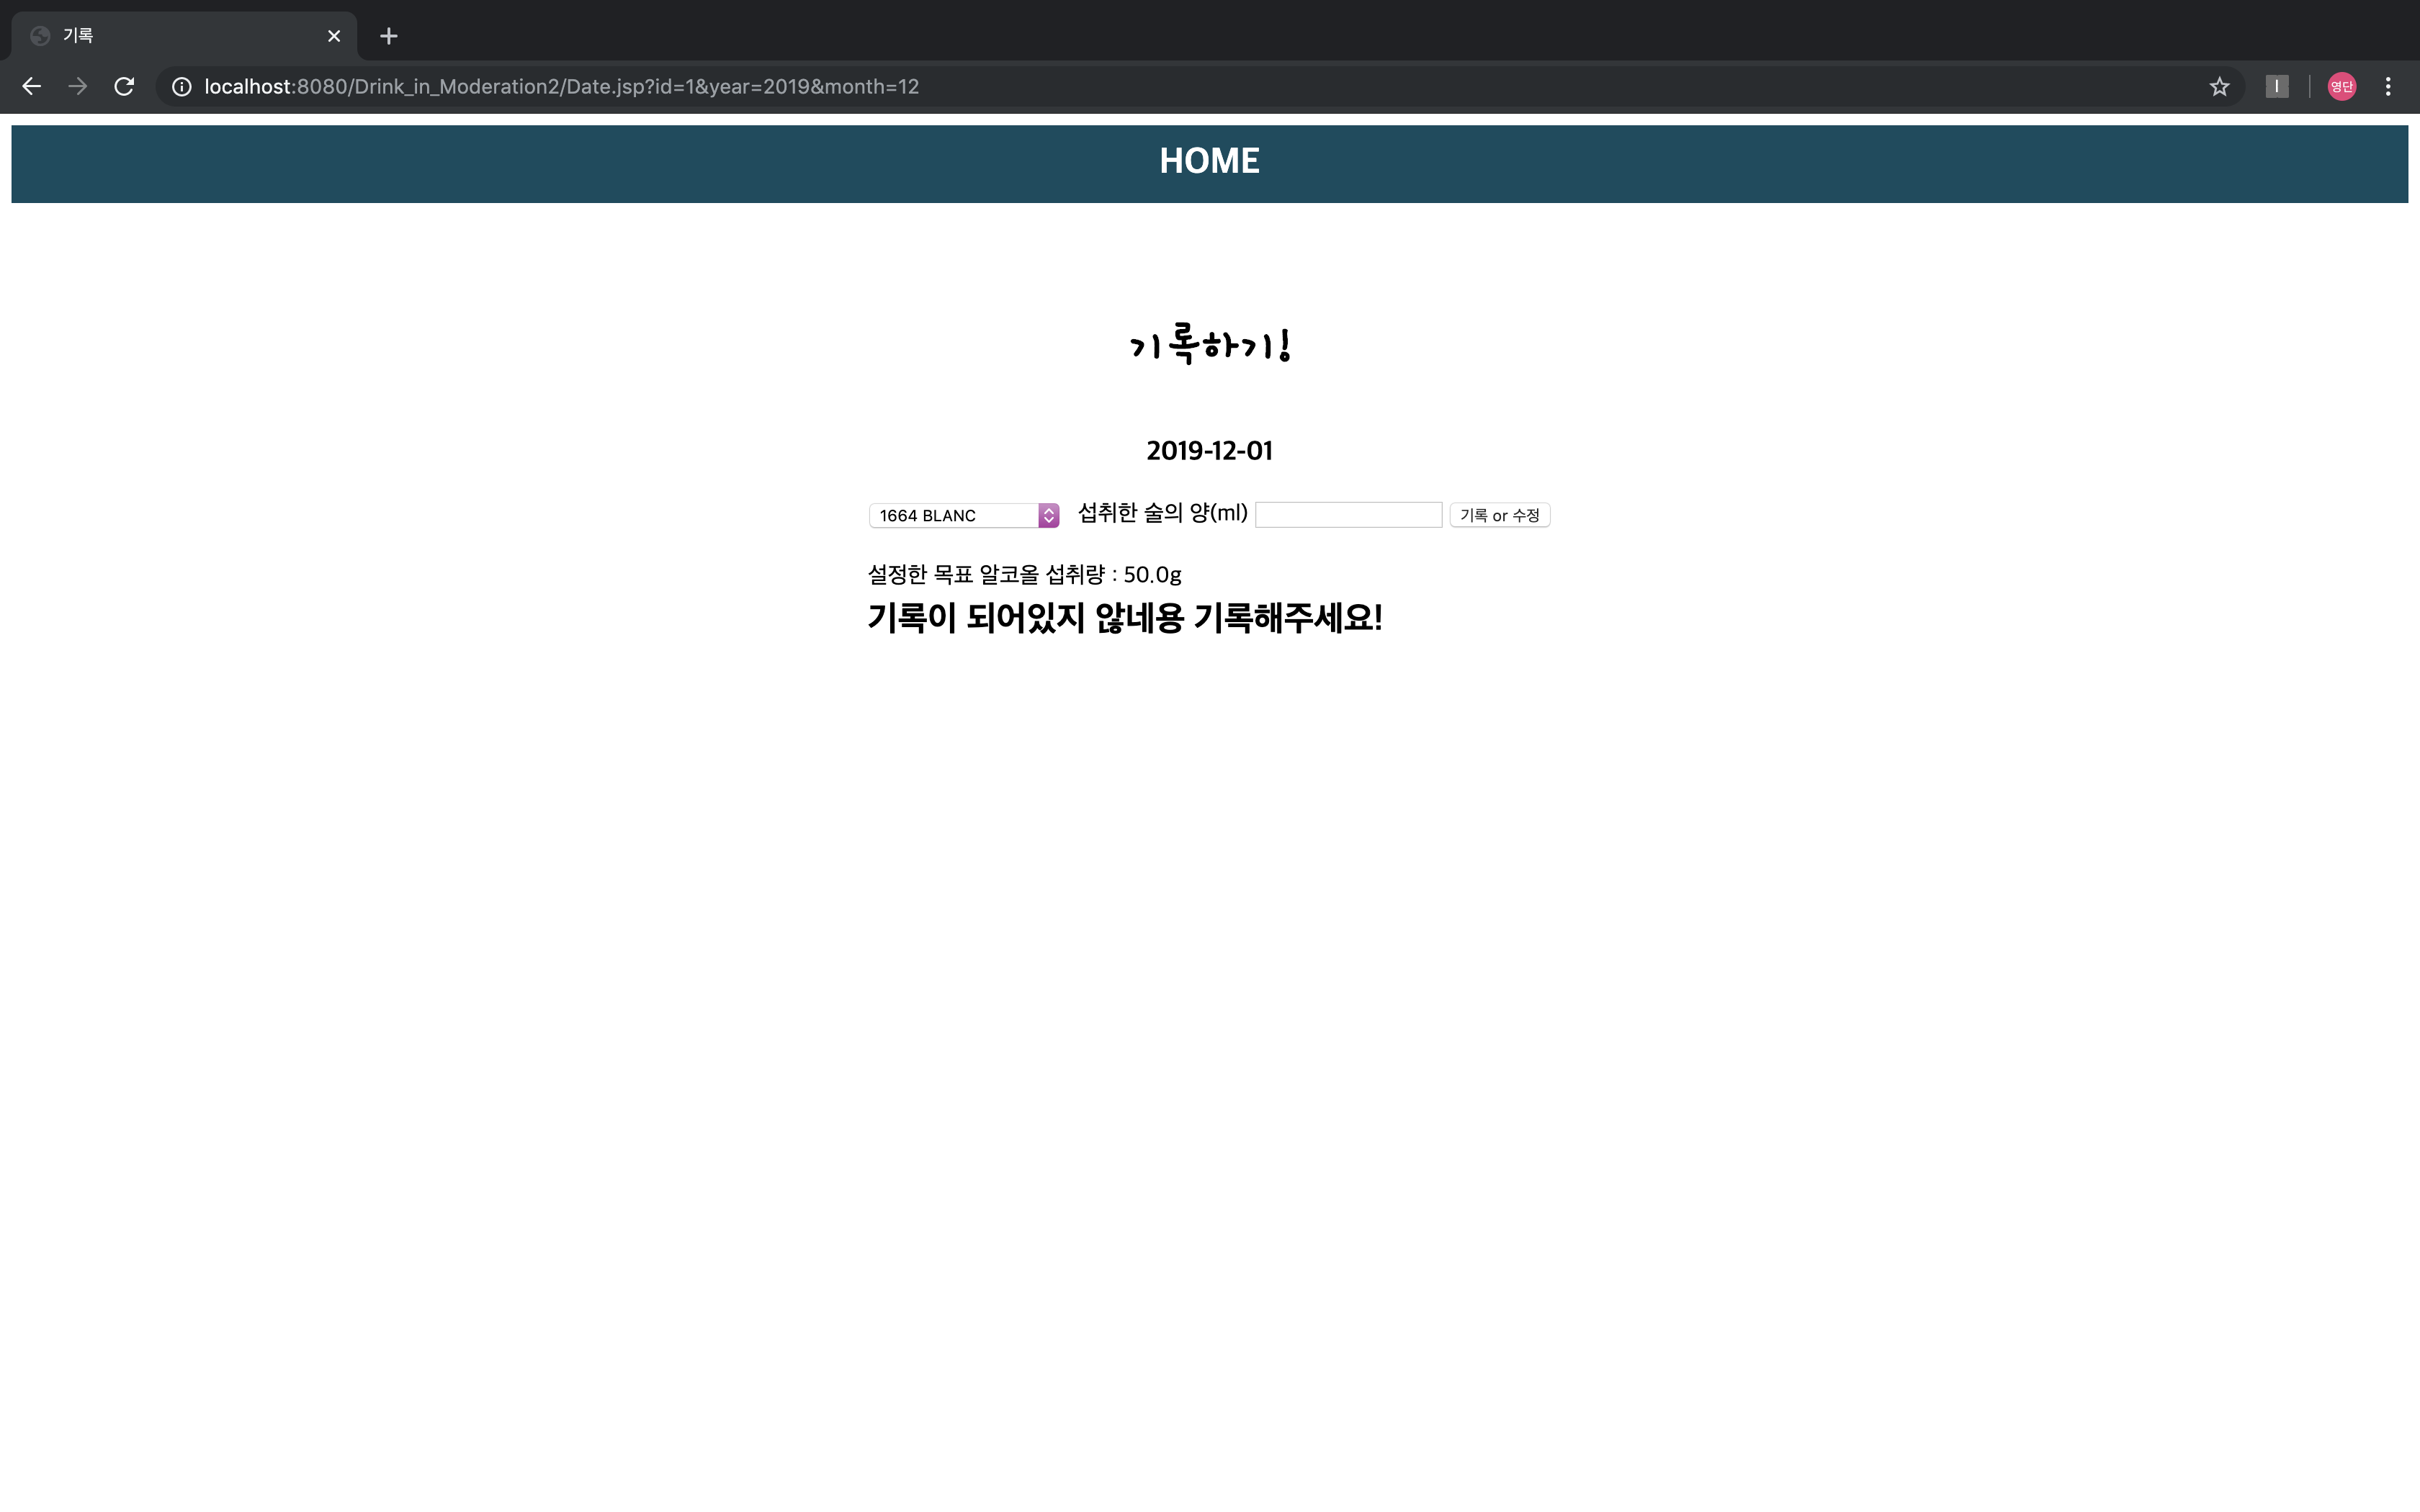 기록
localhost:8080/Drink_in_Moderation2/Date.jsp?id=1&year=2019&month=12
영단
HOME
기록하기!
2019-12-01
1664 BLANC 섭취한 술의 양(ml) 기록 or 수정
설정한 목표 알코올 섭취량 : 50.0g
기록이 되어있지 않네용 기록해주세요!